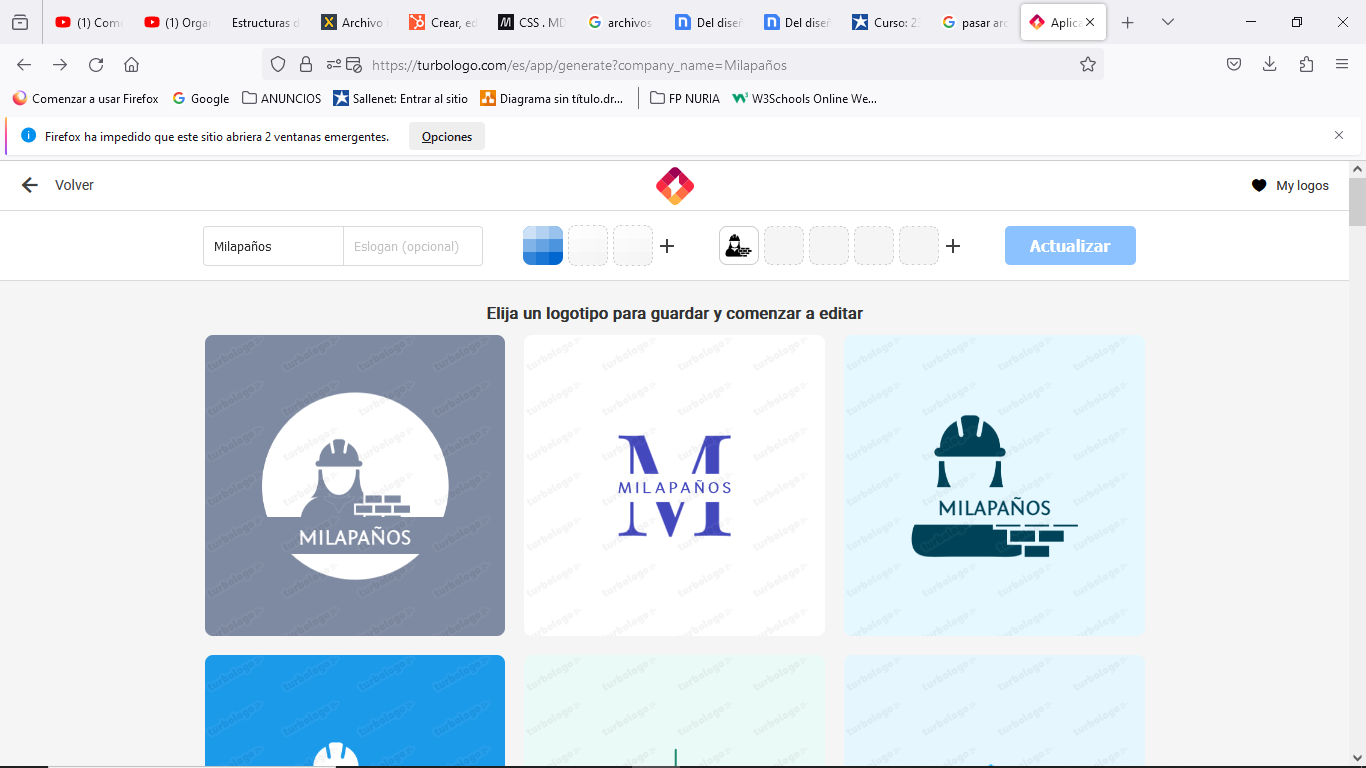 (1) Com
(1) Orga
Estructuras d
Archivo
Crear, ed
CSS . MD
archivos
Del diseñ
Del diseñ
Curso: 2
pasar arc
Aplica
https://turbologo.com/es/app/generate?company_name=Milapaños
Comenzar a usar Firefox
Google
ANUNCIOS
Sallenet: Entrar al sitio
Diagrama sin título.dr...
FP NURIA
W3Schools Online We...
Firefox ha impedido que este sitio abriera 2 ventanas emergentes.
Opciones
Volver
My logos
Milapaños
Eslogan (opcional)
Actualizar
Elija un logotipo para guardar y comenzar a editar
MILAPAÑOS
M
MILAPAÑOS
MILAPAÑOS
turbologo